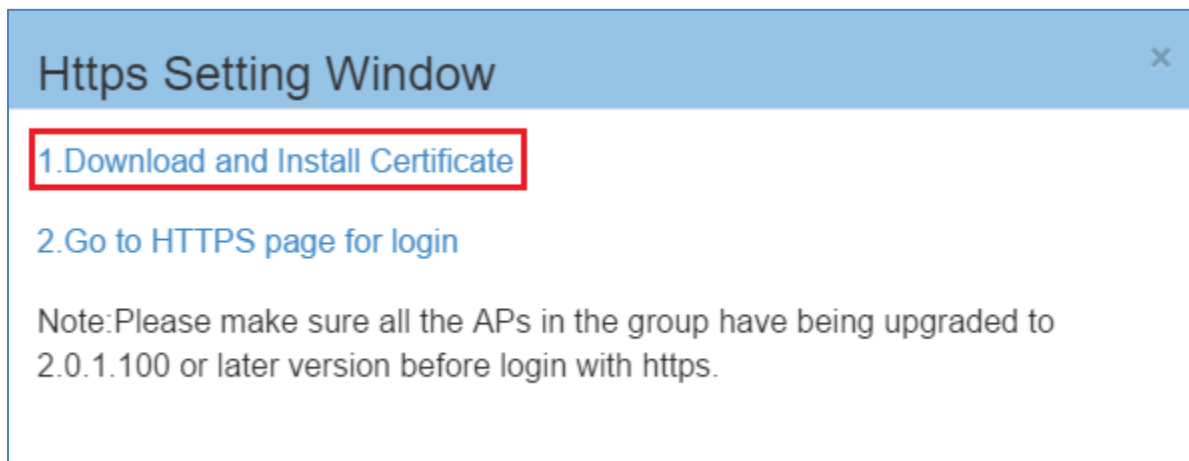 Https Setting Window
×
1.Download and Install Certificate
2.Go to HTTPS page for login
Note:Please make sure all the APs in the group have being upgraded to
2.0.1.100 or later version before login with https.